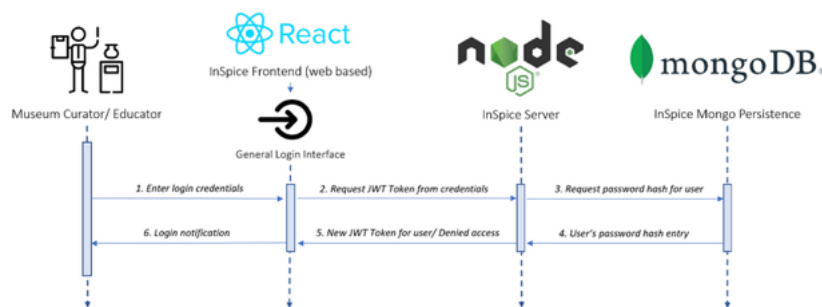 React
node
JS
mongoDB
InSpice Frontend (web based)
Museum Curator/ Educator
InSpice Server
InSpice Mongo Persistence
General Login Interface
1. Enter login credentials
2. Request JWT Token from credentials
3. Request password hash for user
6. Login notification
5. New JWT Token for user/ Denied access
4. User's password hash entry